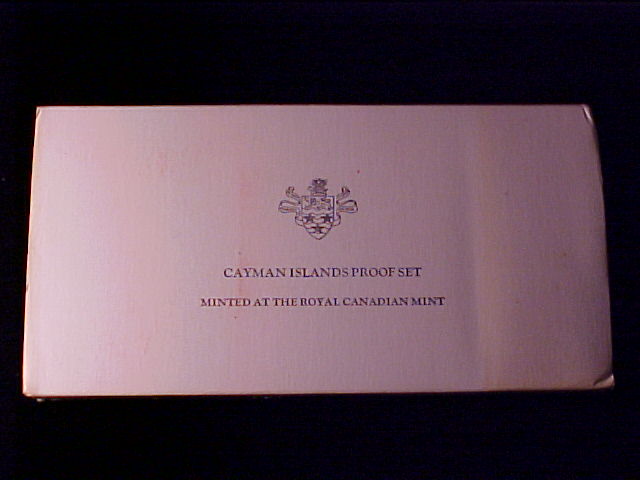 CAYMAN ISLANDS PROOF SET
MINTED AT THE ROYAL CANADIAN MINT